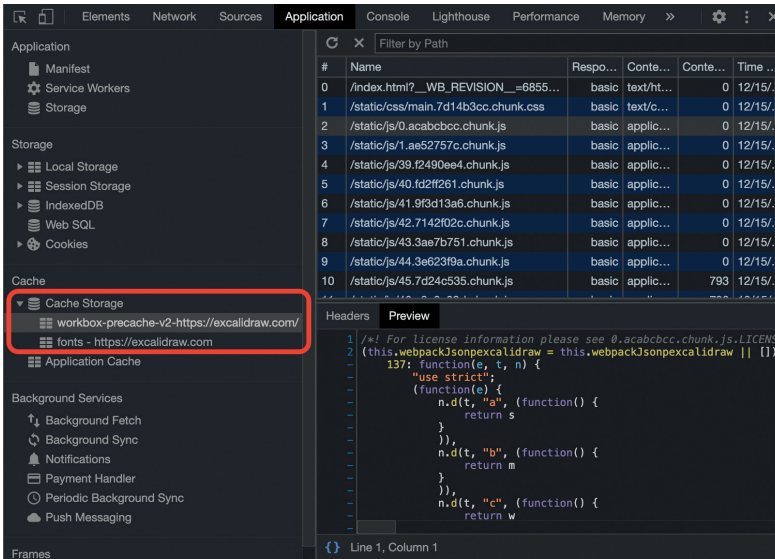 Elements Network Sources Application Console Lighthouse Performance Memory »
Application
Manifest
Service Workers
Storage
Storage
Local Storage
Session Storage
IndexedDB
Web SQL
Cookies
Cache
Cache Storage
workbox-precache-v2-https://excalidraw.com/
fonts - https://excalidraw.com
Application Cache
Background Services
Background Fetch
Background Sync
Notifications
Payment Handler
Periodic Background Sync
Push Messaging
Frames
Filter by Path
# Name Respo... Conte... Conte... Time ..
0 /index.html?__WB_REVISION__=6855... basic text/ht... 0 12/15/.
1 /static/css/main.7d14b3cc.chunk.css basic text/c... 0 12/15/.
2 /static/js/0.acabcbcc.chunk.js basic applic... 0 12/15/.
3 /static/js/1.ae52757c.chunk.js basic applic... 0 12/15/.
4 /static/js/39.f2490ee4.chunk.js basic applic... 0 12/15/.
5 /static/js/40.fd2ff261.chunk.js basic applic... 0 12/15/.
6 /static/js/41.9f3d13a6.chunk.js basic applic... 0 12/15/.
7 /static/js/42.7142f02c.chunk.js basic applic... 0 12/15/.
8 /static/js/43.3ae7b751.chunk.js basic applic... 0 12/15/.
9 /static/js/44.3e623f9a.chunk.js basic applic... 0 12/15/.
10 /static/js/45.7d24c535.chunk.js basic applic... 793 12/15/.
Headers Preview
1 /*! For license information please see 0.acabcbcc.chunk.js.LICENS
2 (this.webpackJsonpexcalidraw = this.webpackJsonpexcalidraw || [])
- 137: function(e, t, n) {
- "use strict";
- (function(e) {
- n.d(t, "a", (function() {
- return s
- }
- )),
- n.d(t, "b", (function() {
- return m
- }
- )),
- n.d(t, "c", (function() {
- return w
-
{} Line 1, Column 1